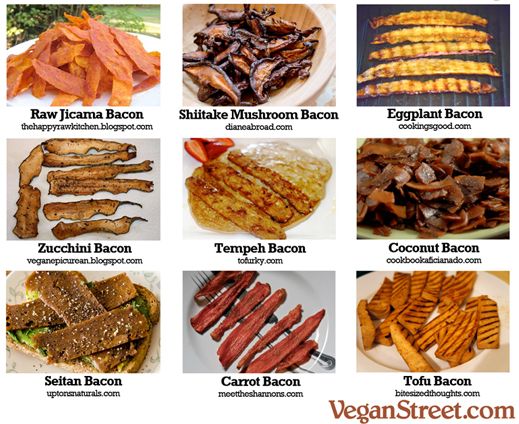 Raw Jicama Bacon
thehappyrawkitchen.blogspot.com
Shiitake Mushroom Bacon
dianeabroad.com
Eggplant Bacon
cookingsgood.com
Zucchini Bacon
veganepicurean.blogspot.com
Tempeh Bacon
tofurky.com
Coconut Bacon
cookbookaficianado.com
Seitan Bacon
uptonsnaturals.com
Carrot Bacon
meettheshannons.com
Tofu Bacon
bitesizedthoughts.com
VeganStreet.com